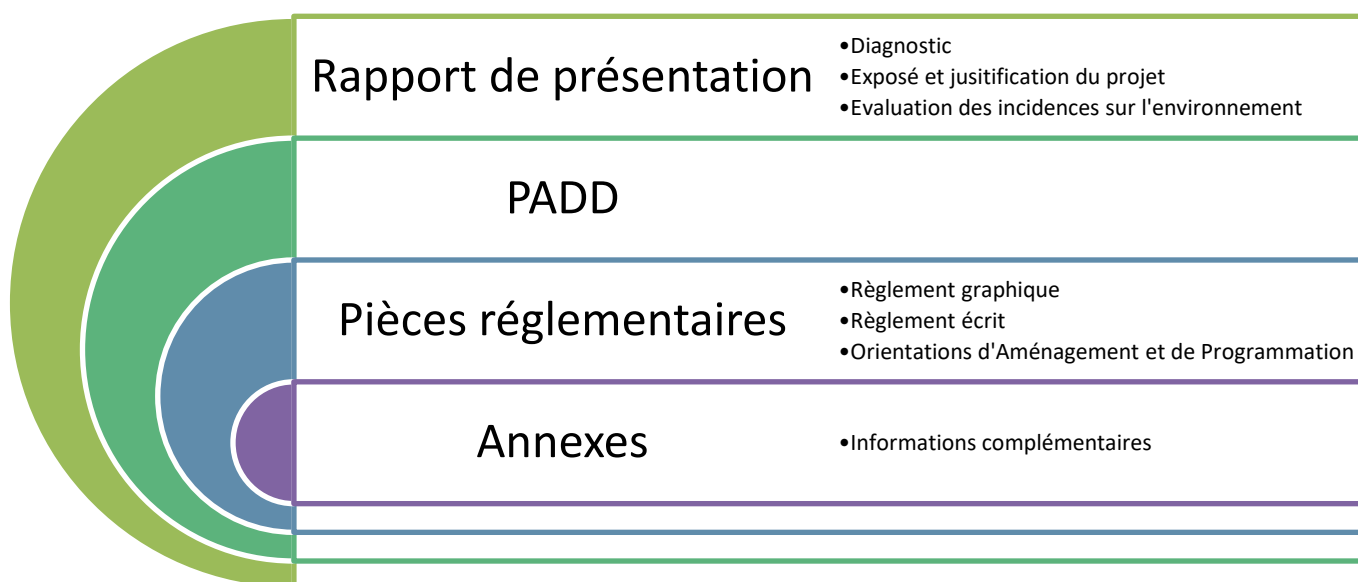 Rapport de présentation
•Diagnostic
•Exposé et jusitification du projet
•Evaluation des incidences sur l'environnement
PADD
Pièces réglementaires
•Règlement graphique
•Règlement écrit
•Orientations d'Aménagement et de Programmation
Annexes
•Informations complémentaires